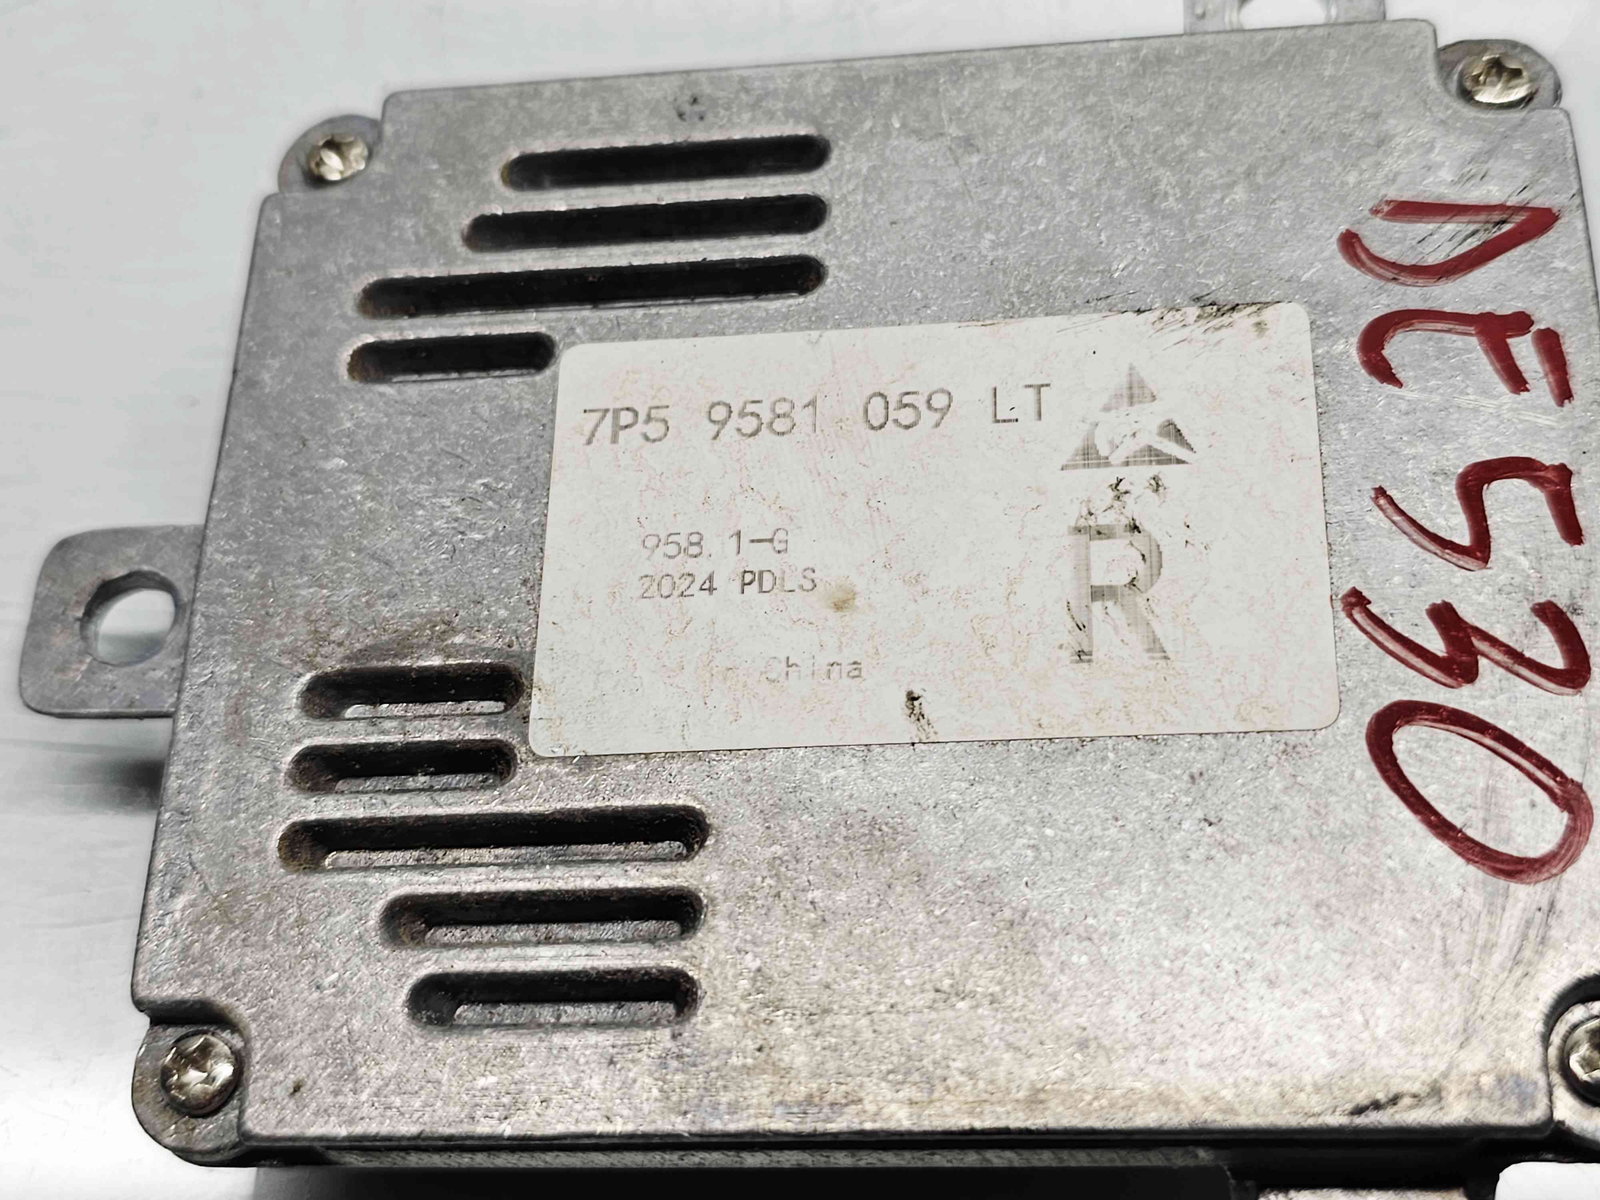 7P5 9581 059 LT
958.1-G
2024 PDLS
China
R
DE530